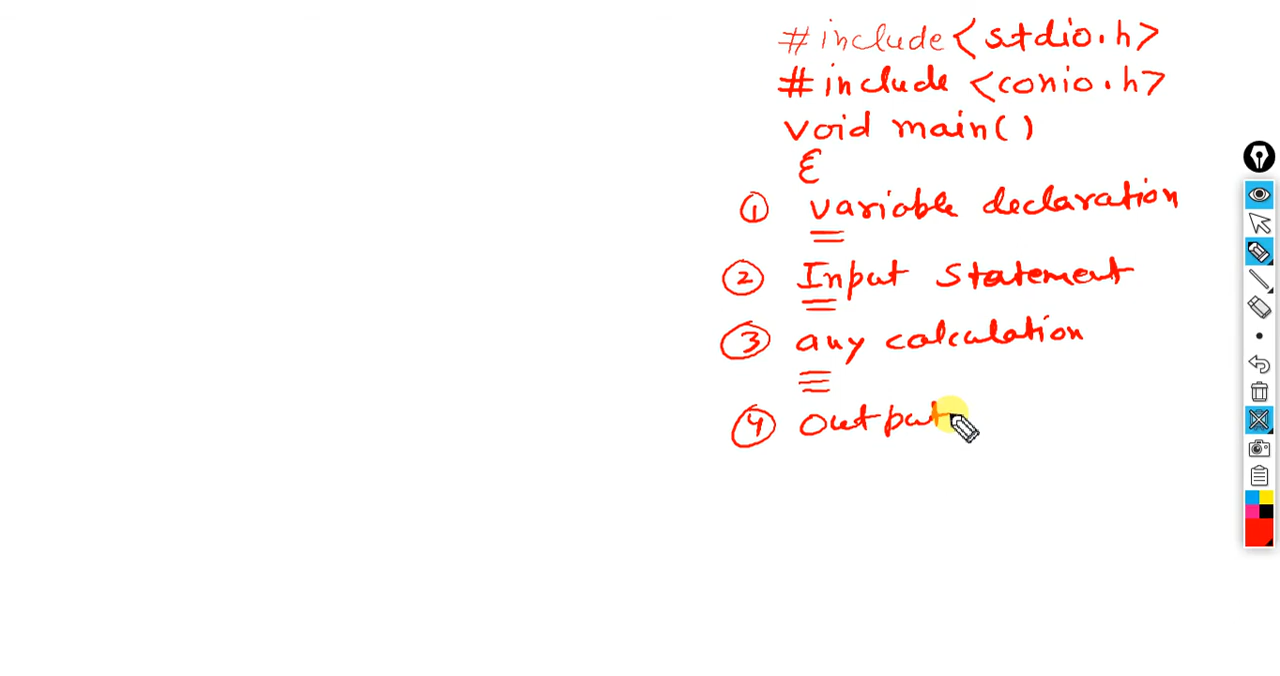 #include <stdio.h>
#include <conio.h>
void main()
{
① variable declaration
② Input Statement
③ any calculation
④ output